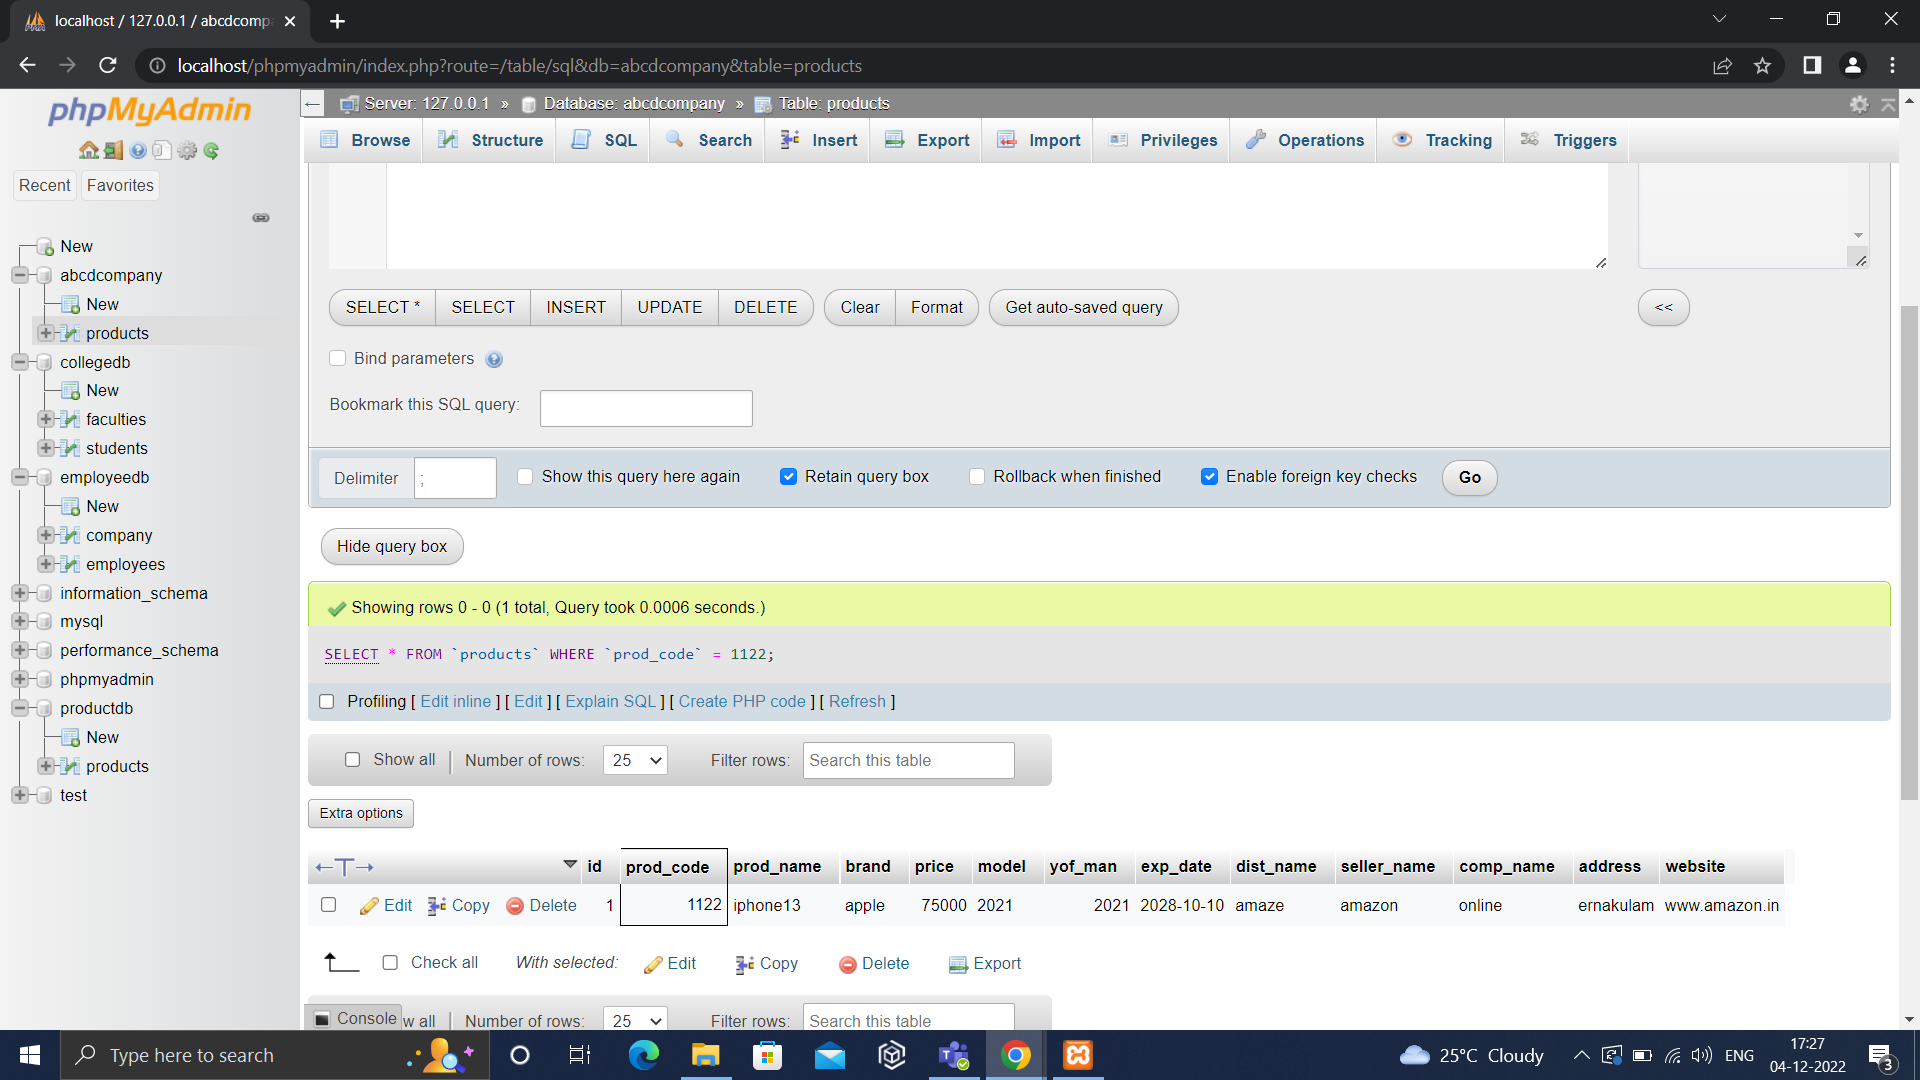 localhost / 127.0.0.1 / abcdcomp
localhost/phpmyadmin/index.php?route=/table/sql&db=abcdcompany&table=products
phpMyAdmin
Recent Favorites
New
abcdcompany
New
products
collegedb
New
faculties
students
employeedb
New
company
employees
information_schema
mysql
performance_schema
phpmyadmin
productdb
New
products
test
Server: 127.0.0.1 » Database: abcdcompany » Table: products
Browse Structure SQL Search Insert Export Import Privileges Operations Tracking Triggers
SELECT * SELECT INSERT UPDATE DELETE Clear Format Get auto-saved query <<
Bind parameters
Bookmark this SQL query:
Delimiter ; Show this query here again Retain query box Rollback when finished Enable foreign key checks Go
Hide query box
Showing rows 0 - 0 (1 total, Query took 0.0006 seconds.)
SELECT * FROM `products` WHERE `prod_code` = 1122;
Profiling [ Edit inline ] [ Edit ] [ Explain SQL ] [ Create PHP code ] [ Refresh ]
Show all Number of rows: 25 Filter rows: Search this table
Extra options
id prod_code prod_name brand price model yof_man exp_date dist_name seller_name comp_name address website
Edit Copy Delete 1 1122 iphone13 apple 75000 2021 2021 2028-10-10 amaze amazon online ernakulam www.amazon.in
Check all With selected: Edit Copy Delete Export
Console w all Number of rows: 25 Filter rows: Search this table
Type here to search
25°C Cloudy
ENG
17:27
04-12-2022
3